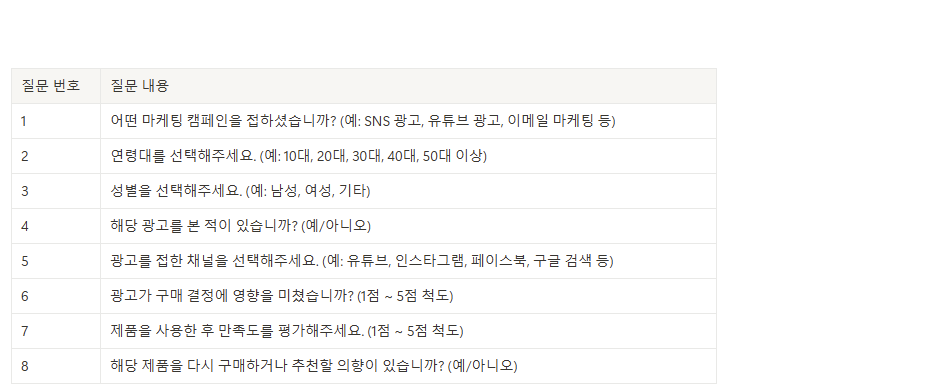 질문 번호 질문 내용
1 어떤 마케팅 캠페인을 접하셨습니까? (예: SNS 광고, 유튜브 광고, 이메일 마케팅 등)
2 연령대를 선택해주세요. (예: 10대, 20대, 30대, 40대, 50대 이상)
3 성별을 선택해주세요. (예: 남성, 여성, 기타)
4 해당 광고를 본 적이 있습니까? (예/아니오)
5 광고를 접한 채널을 선택해주세요. (예: 유튜브, 인스타그램, 페이스북, 구글 검색 등)
6 광고가 구매 결정에 영향을 미쳤습니까? (1점 ~ 5점 척도)
7 제품을 사용한 후 만족도를 평가해주세요. (1점 ~ 5점 척도)
8 해당 제품을 다시 구매하거나 추천할 의향이 있습니까? (예/아니오)